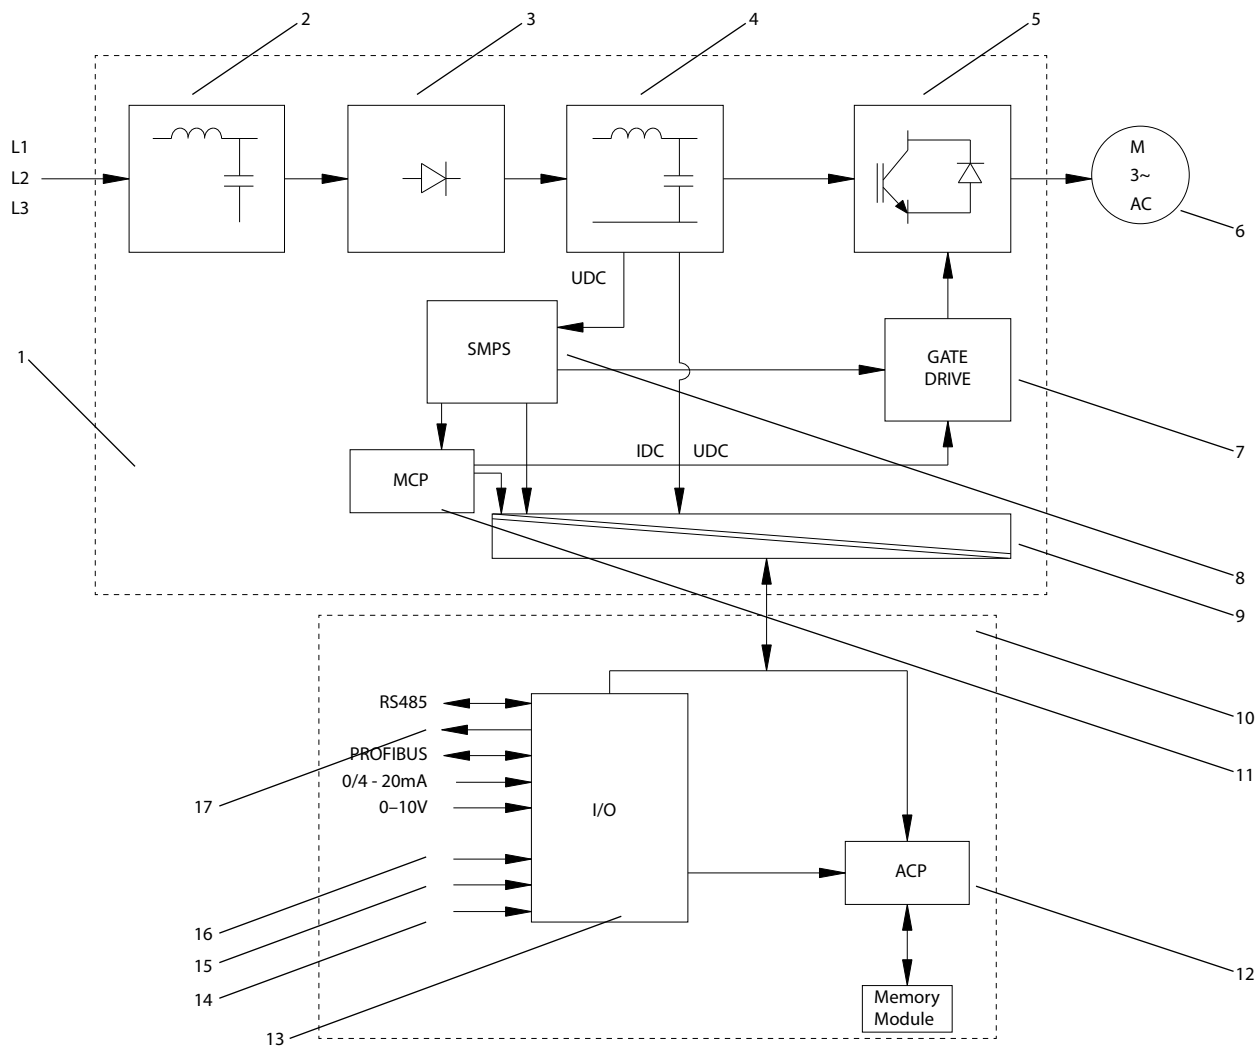 2
3
4
5
L1
L2
L3
M
3~
AC
6
UDC
1
SMPS
GATE
DRIVE
7
IDC
UDC
MCP
8
9
10
RS485
PROFIBUS
0/4 - 20mA
0–10V
17
I/O
11
ACP
16
15
14
12
13
Memory
Module